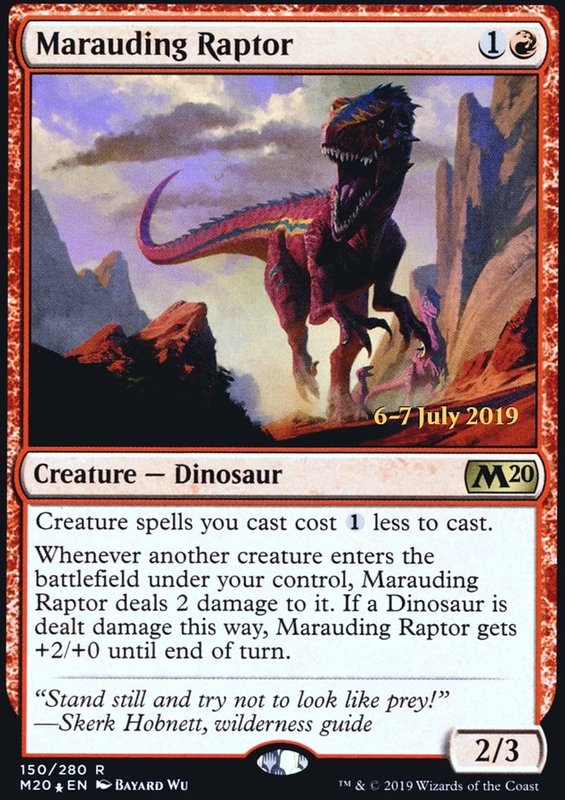 Marauding Raptor 1
6–7 July 2019
Creature — Dinosaur M20
Creature spells you cast cost 1 less to cast.
Whenever another creature enters the
battlefield under your control, Marauding
Raptor deals 2 damage to it. If a Dinosaur is
dealt damage this way, Marauding Raptor gets
+2/+0 until end of turn.
“Stand still and try not to look like prey!”
—Skerk Hobnett, wilderness guide
2/3
150/280 R
M20★EN Bayard Wu
™ & © 2019 Wizards of the Coast